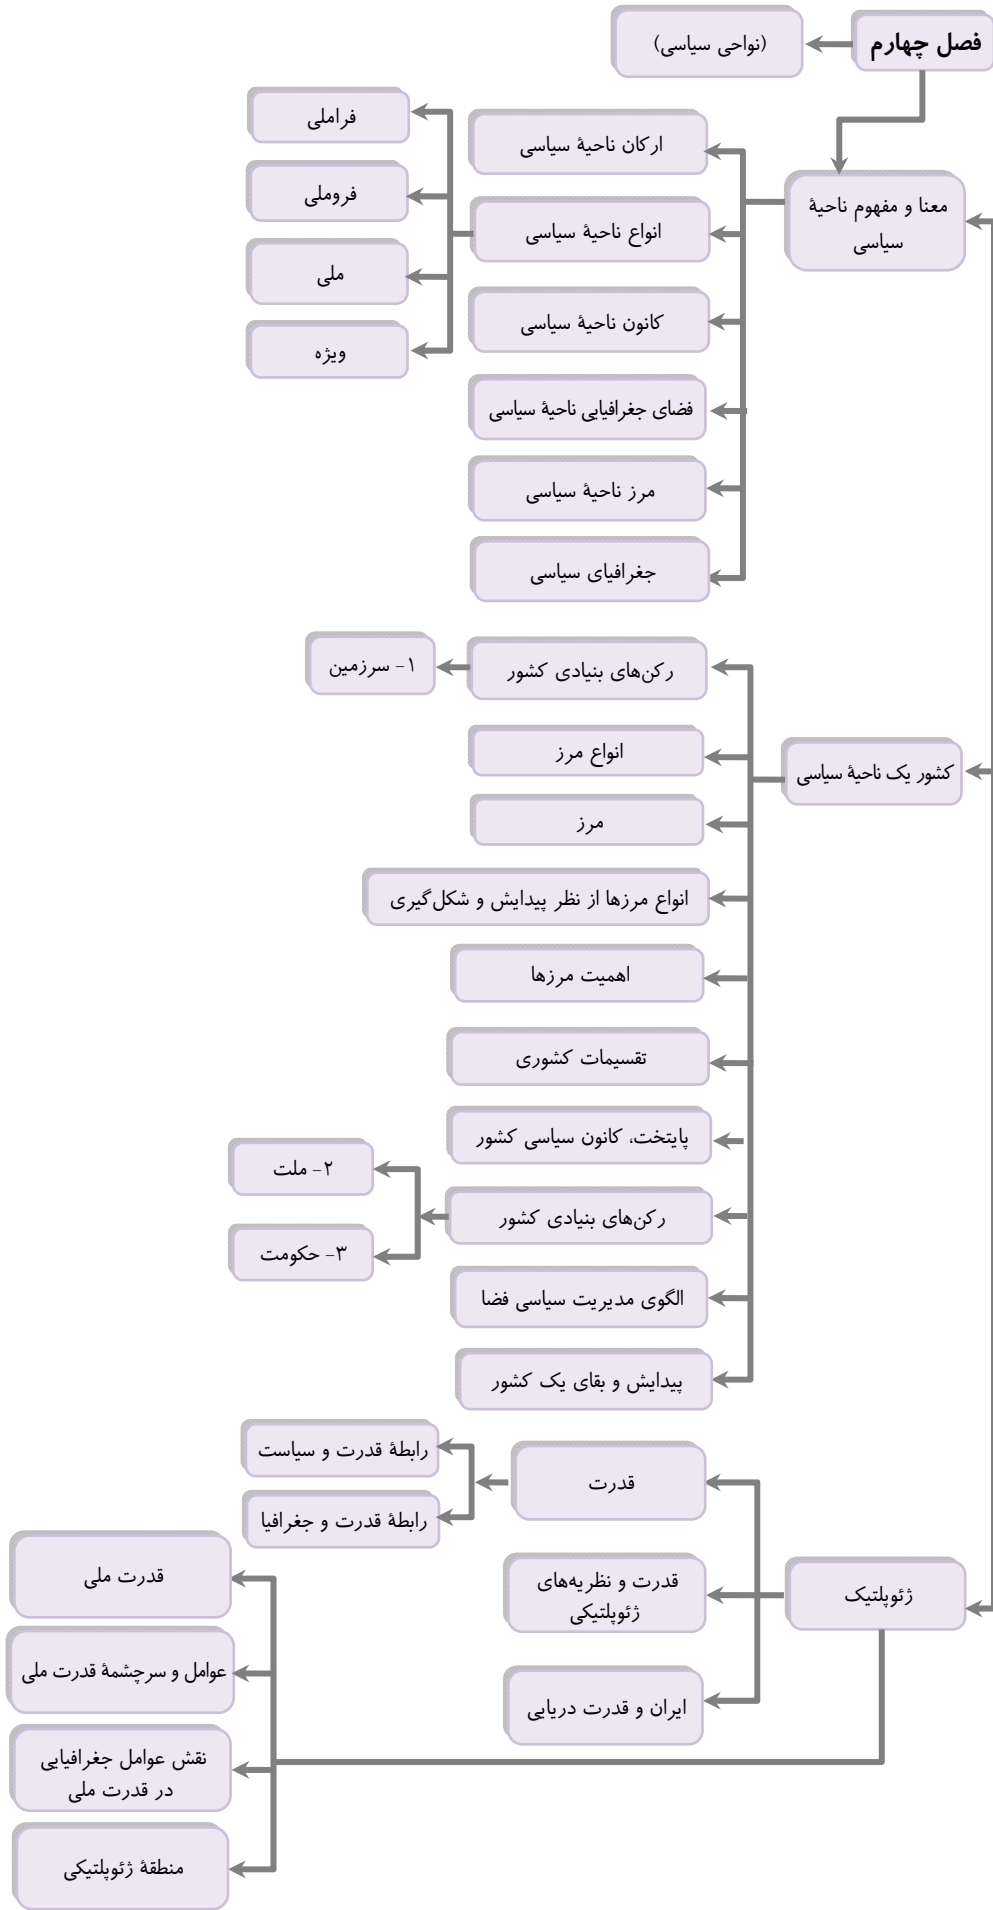 فصل چهارم
(نواحی سیاسی)
معنا و مفهوم ناحیهٔ
سیاسی
ارکان ناحیهٔ سیاسی
انواع ناحیهٔ سیاسی
فراملی
فروملی
ملی
ویژه
کانون ناحیهٔ سیاسی
فضای جغرافیایی ناحیهٔ سیاسی
مرز ناحیهٔ سیاسی
جغرافیای سیاسی
کشور یک ناحیهٔ سیاسی
رکن‌های بنیادی کشور
۱- سرزمین
انواع مرز
مرز
انواع مرزها از نظر پیدایش و شکل‌گیری
اهمیت مرزها
تقسیمات کشوری
پایتخت، کانون سیاسی کشور
رکن‌های بنیادی کشور
۲- ملت
۳- حکومت
الگوی مدیریت سیاسی فضا
پیدایش و بقای یک کشور
ژئوپلتیک
قدرت
رابطهٔ قدرت و سیاست
رابطهٔ قدرت و جغرافیا
قدرت و نظریه‌های
ژئوپلتیکی
ایران و قدرت دریایی
قدرت ملی
عوامل و سرچشمهٔ قدرت ملی
نقش عوامل جغرافیایی
در قدرت ملی
منطقهٔ ژئوپلتیکی